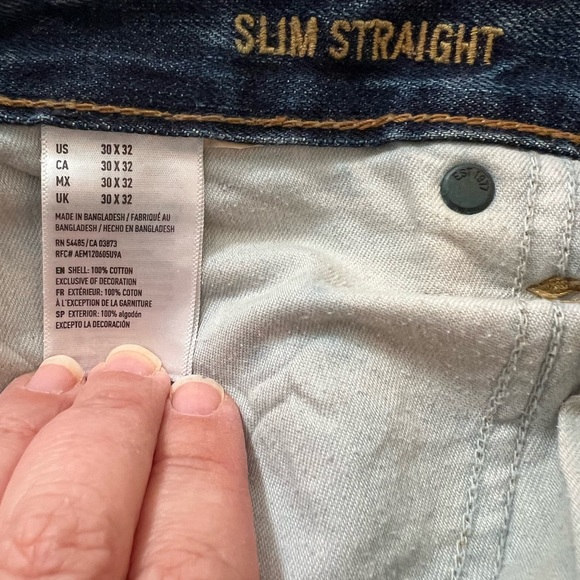 SLIM STRAIGHT
US 30 X 32
CA 30 X 32
MX 30 X 32
UK 30 X 32
MADE IN BANGLADESH / FABRIQUÉ AU
BANGLADESH / HECHO EN BANGLADESH
RN 54485/CA 03873
RFC# AEM120605U9A
EN SHELL: 100% COTTON
EXCLUSIVE OF DECORATION
FR EXTÉRIEUR: 100% COTON
À L'EXCEPTION DE LA GARNITURE
SP EXTERIOR: 100% algodón
EXCEPTO LA DECORACIÓN
EST 1977